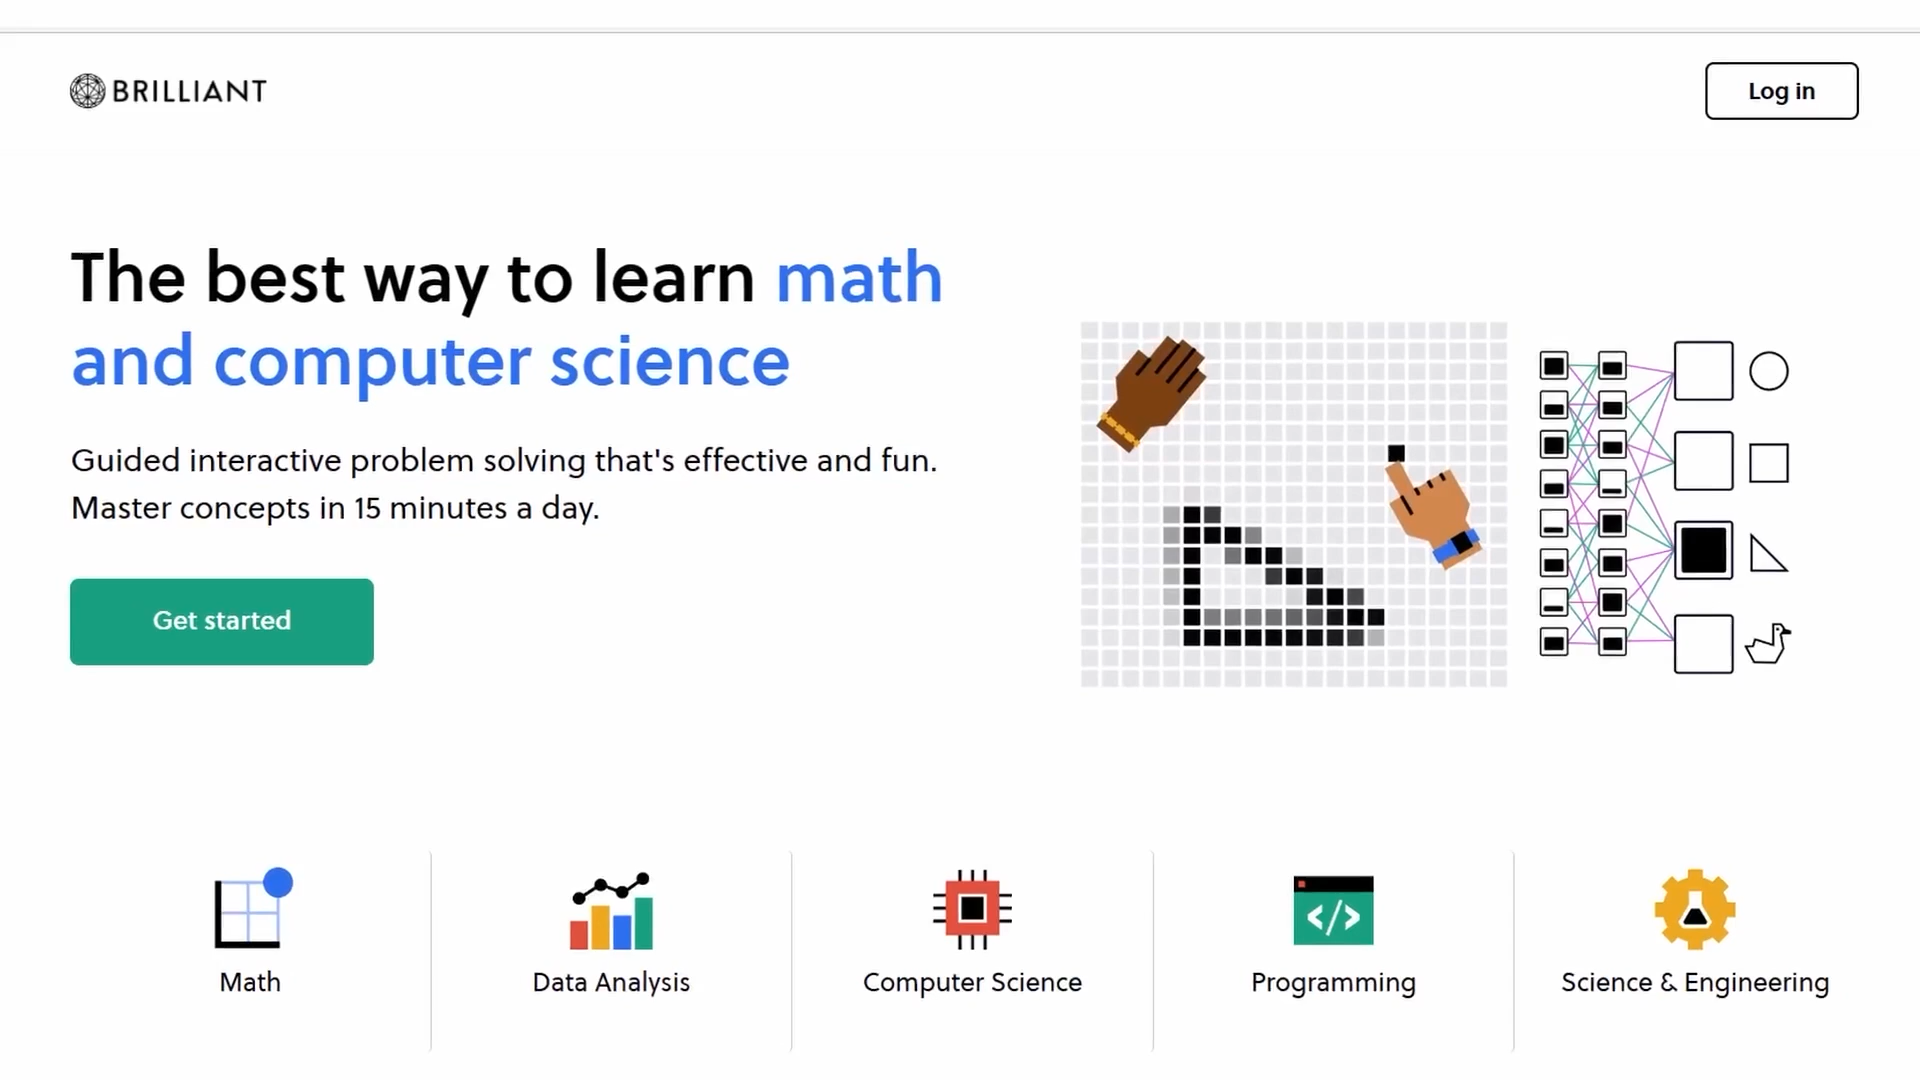 BRILLIANT
Log in
The best way to learn math
and computer science
Guided interactive problem solving that's effective and fun.
Master concepts in 15 minutes a day.
Get started
</>
Math
Data Analysis
Computer Science
Programming
Science & Engineering